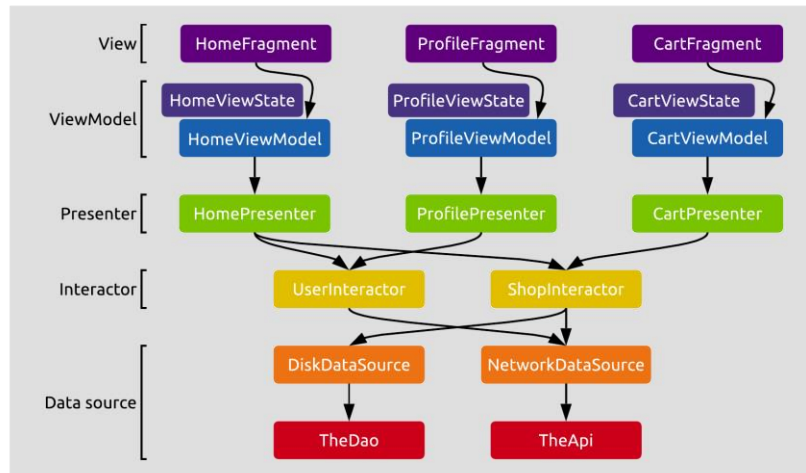 View
HomeFragment
ProfileFragment
CartFragment
ViewModel
HomeViewState
ProfileViewState
CartViewState
HomeViewModel
ProfileViewModel
CartViewModel
Presenter
HomePresenter
ProfilePresenter
CartPresenter
Interactor
UserInteractor
ShopInteractor
Data source
DiskDataSource
NetworkDataSource
TheDao
TheApi